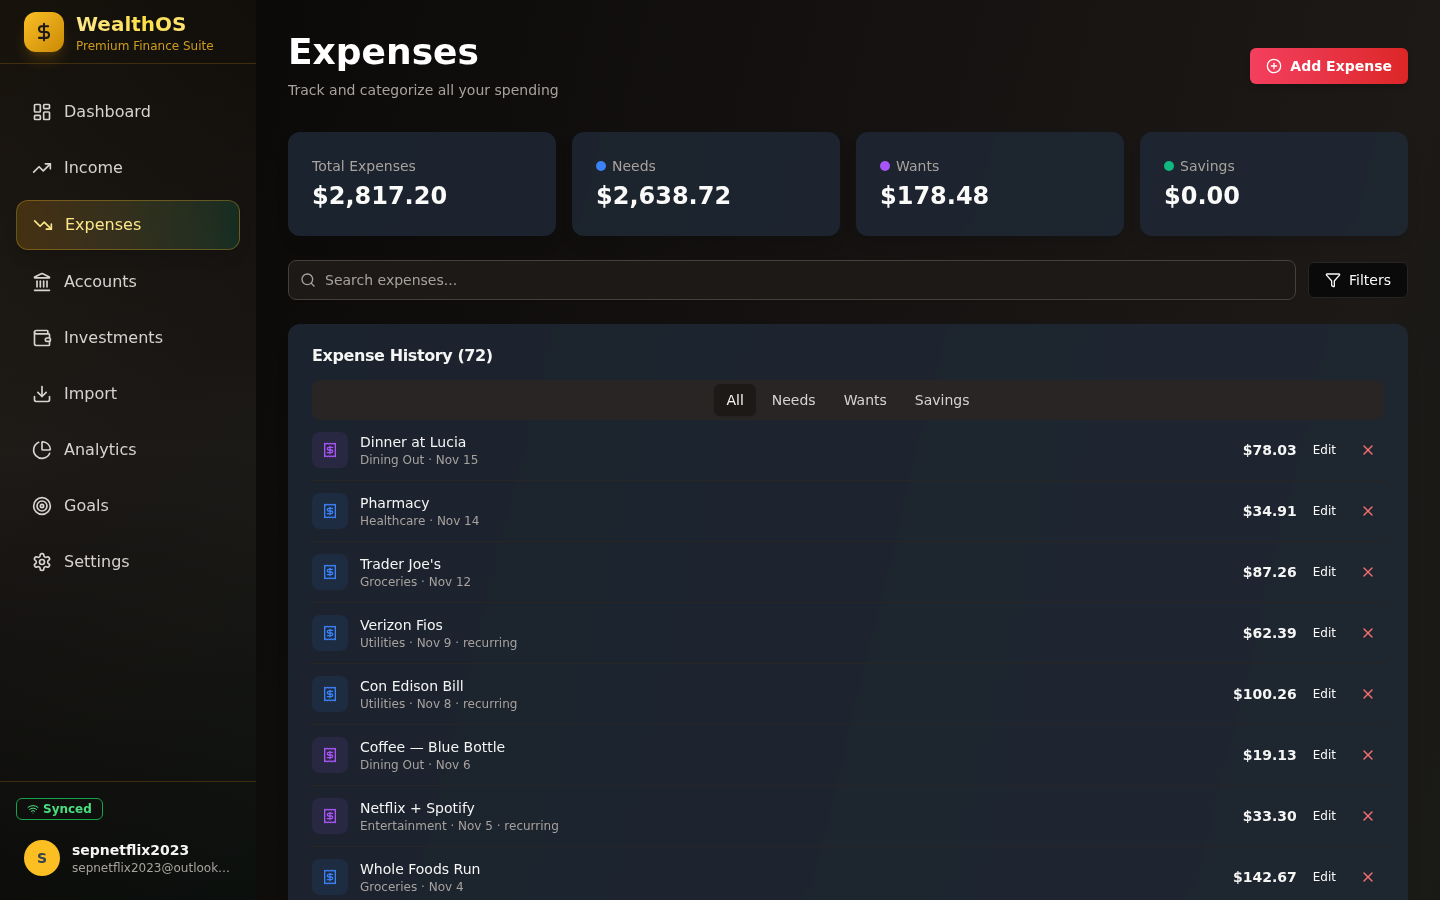 WealthOS
Premium Finance Suite
Dashboard
Income
Expenses
Accounts
Investments
Import
Analytics
Goals
Settings
Synced
S
sepnetflix2023
sepnetflix2023@outlook...
Expenses
Track and categorize all your spending
Add Expense
Total Expenses
$2,817.20
Needs
$2,638.72
Wants
$178.48
Savings
$0.00
Search expenses...
Filters
Expense History (72)
All Needs Wants Savings
Dinner at Lucia
Dining Out · Nov 15
$78.03 Edit
Pharmacy
Healthcare · Nov 14
$34.91 Edit
Trader Joe's
Groceries · Nov 12
$87.26 Edit
Verizon Fios
Utilities · Nov 9 · recurring
$62.39 Edit
Con Edison Bill
Utilities · Nov 8 · recurring
$100.26 Edit
Coffee — Blue Bottle
Dining Out · Nov 6
$19.13 Edit
Netflix + Spotify
Entertainment · Nov 5 · recurring
$33.30 Edit
Whole Foods Run
Groceries · Nov 4
$142.67 Edit